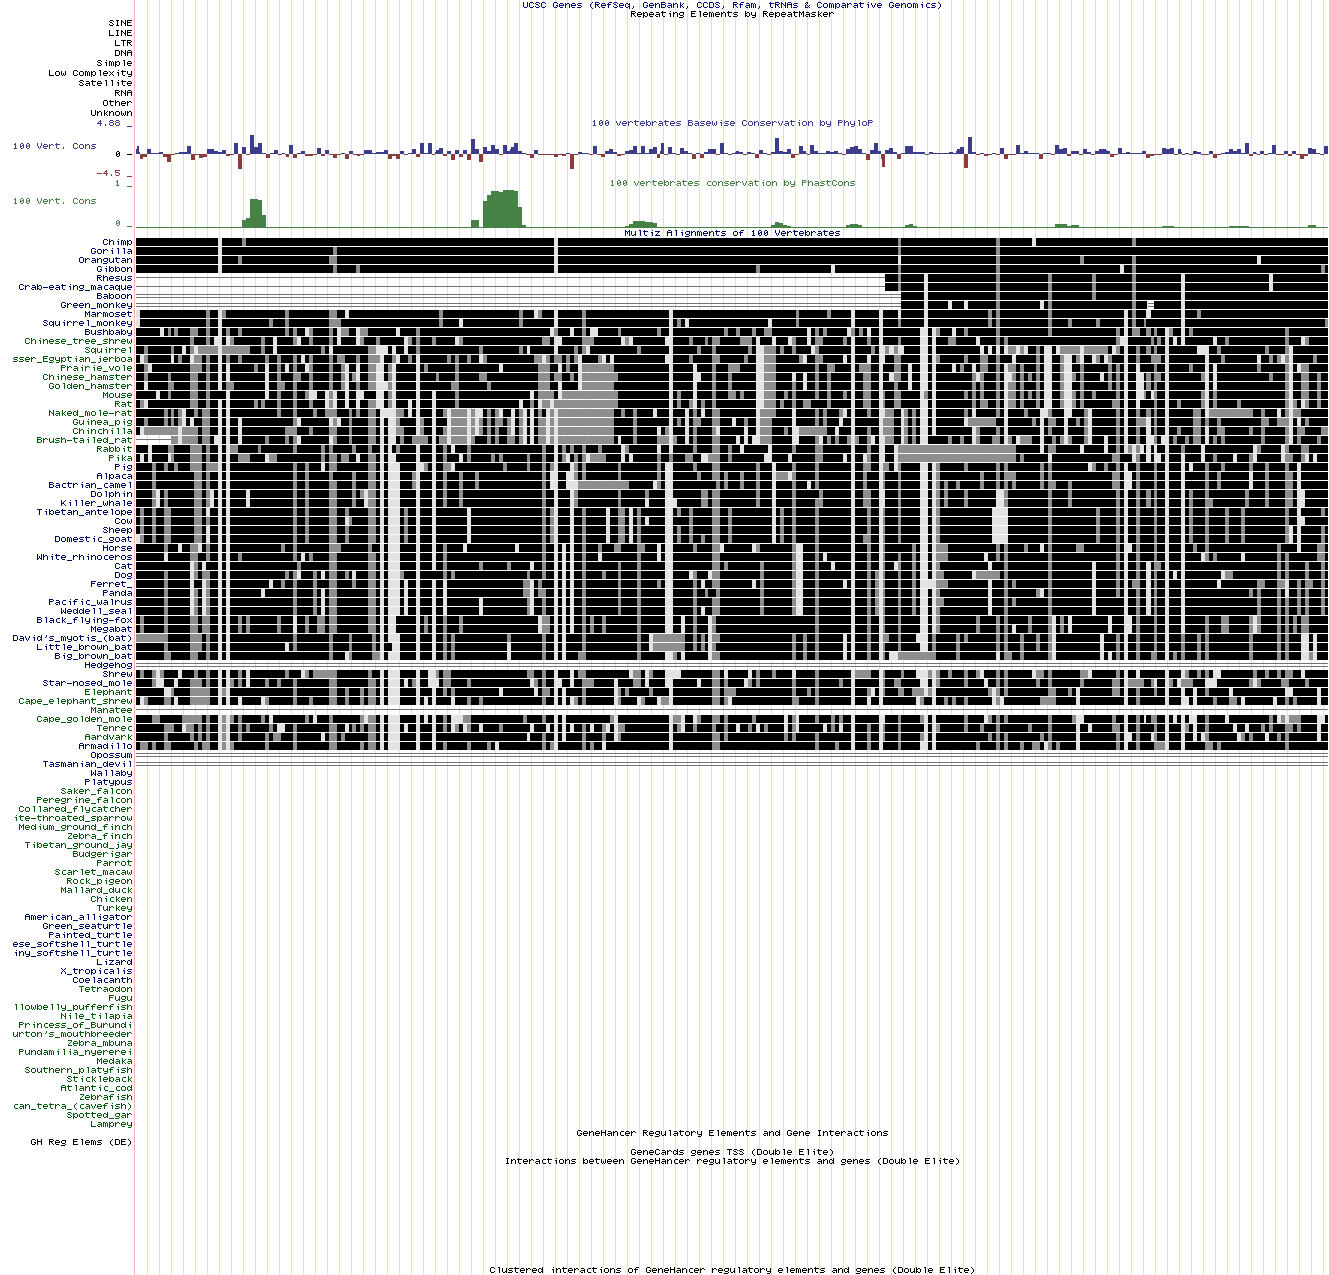 UCSC Genes (RefSeq, GenBank, CCDS, Rfam, tRNAs & Comparative Genomics)
Repeating Elements by RepeatMasker
SINE
LINE
LTR
DNA
Simple
Low Complexity
Satellite
RNA
Other
Unknown
4.88 _
100 vertebrates Basewise Conservation by PhyloP
100 Vert. Cons
0 _
-4.5 _
1 _
100 vertebrates conservation by PhastCons
100 Vert. Cons
0 _
Multiz Alignments of 100 Vertebrates
Chimp
Gorilla
Orangutan
Gibbon
Rhesus
Crab-eating_macaque
Baboon
Green_monkey
Marmoset
Squirrel_monkey
Bushbaby
Chinese_tree_shrew
Squirrel
sser_Egyptian_jerboa
Prairie_vole
Chinese_hamster
Golden_hamster
Mouse
Rat
Naked_mole-rat
Guinea_pig
Chinchilla
Brush-tailed_rat
Rabbit
Pika
Pig
Alpaca
Bactrian_camel
Dolphin
Killer_whale
Tibetan_antelope
Cow
Sheep
Domestic_goat
Horse
White_rhinoceros
Cat
Dog
Ferret_
Panda
Pacific_walrus
Weddell_seal
Black_flying-fox
Megabat
David's_myotis_(bat)
Little_brown_bat
Big_brown_bat
Hedgehog
Shrew
Star-nosed_mole
Elephant
Cape_elephant_shrew
Manatee
Cape_golden_mole
Tenrec
Aardvark
Armadillo
Opossum
Tasmanian_devil
Wallaby
Platypus
Saker_falcon
Peregrine_falcon
Collared_flycatcher
ite-throated_sparrow
Medium_ground_finch
Zebra_finch
Tibetan_ground_jay
Budgerigar
Parrot
Scarlet_macaw
Rock_pigeon
Mallard_duck
Chicken
Turkey
American_alligator
Green_seaturtle
Painted_turtle
ese_softshell_turtle
iny_softshell_turtle
Lizard
X_tropicalis
Coelacanth
Tetraodon
Fugu
llowbelly_pufferfish
Nile_tilapia
Princess_of_Burundi
urton's_mouthbreeder
Zebra_mbuna
Pundamilia_nyererei
Medaka
Southern_platyfish
Stickleback
Atlantic_cod
Zebrafish
can_tetra_(cavefish)
Spotted_gar
Lamprey
GeneHancer Regulatory Elements and Gene Interactions
GH Reg Elems (DE)
GeneCards genes TSS (Double Elite)
Interactions between GeneHancer regulatory elements and genes (Double Elite)
Clustered interactions of GeneHancer regulatory elements and genes (Double Elite)